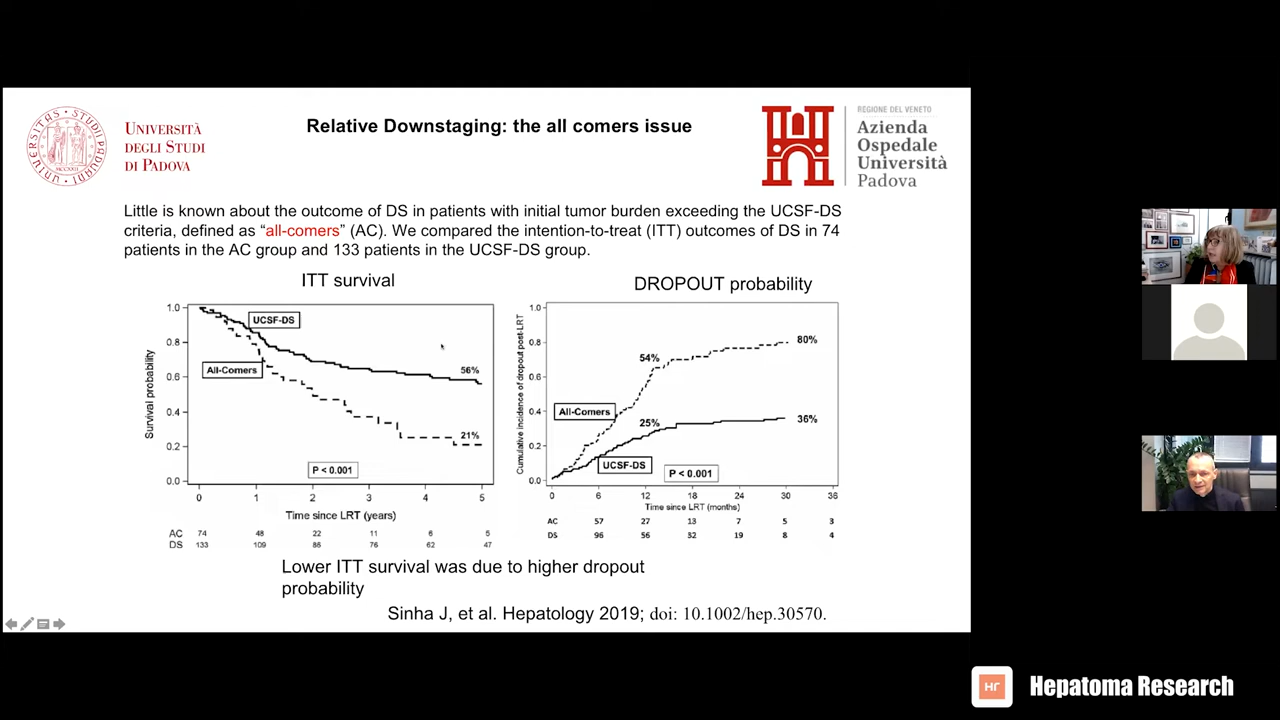 UNIVERSITÀ
DEGLI STUDI
DI PADOVA
Relative Downstaging: the all comers issue
REGIONE DEL VENETO
Azienda
Ospedale
Università
Padova
Little is known about the outcome of DS in patients with initial tumor burden exceeding the UCSF-DS
criteria, defined as “all-comers” (AC). We compared the intention-to-treat (ITT) outcomes of DS in 74
patients in the AC group and 133 patients in the UCSF-DS group.
ITT survival
Survival probability
1.0
0.8
0.6
0.4
0.2
0.0
UCSF-DS
All-Comers
56%
21%
P < 0.001
0 1 2 3 4 5
Time since LRT (years)
AC 74 48 22 11 6 5
DS 133 109 86 76 62 47
DROPOUT probability
Cumulative incidence of dropout post-LRT
1.0
0.8
0.6
0.4
0.2
0.0
54%
80%
All-Comers
25%
36%
UCSF-DS
P < 0.001
0 6 12 18 24 30 36
Time since LRT (months)
AC 57 27 13 7 5 3
DS 96 56 32 19 8 4
Lower ITT survival was due to higher dropout
probability
Sinha J, et al. Hepatology 2019; doi: 10.1002/hep.30570.
Hr
Hepatoma Research